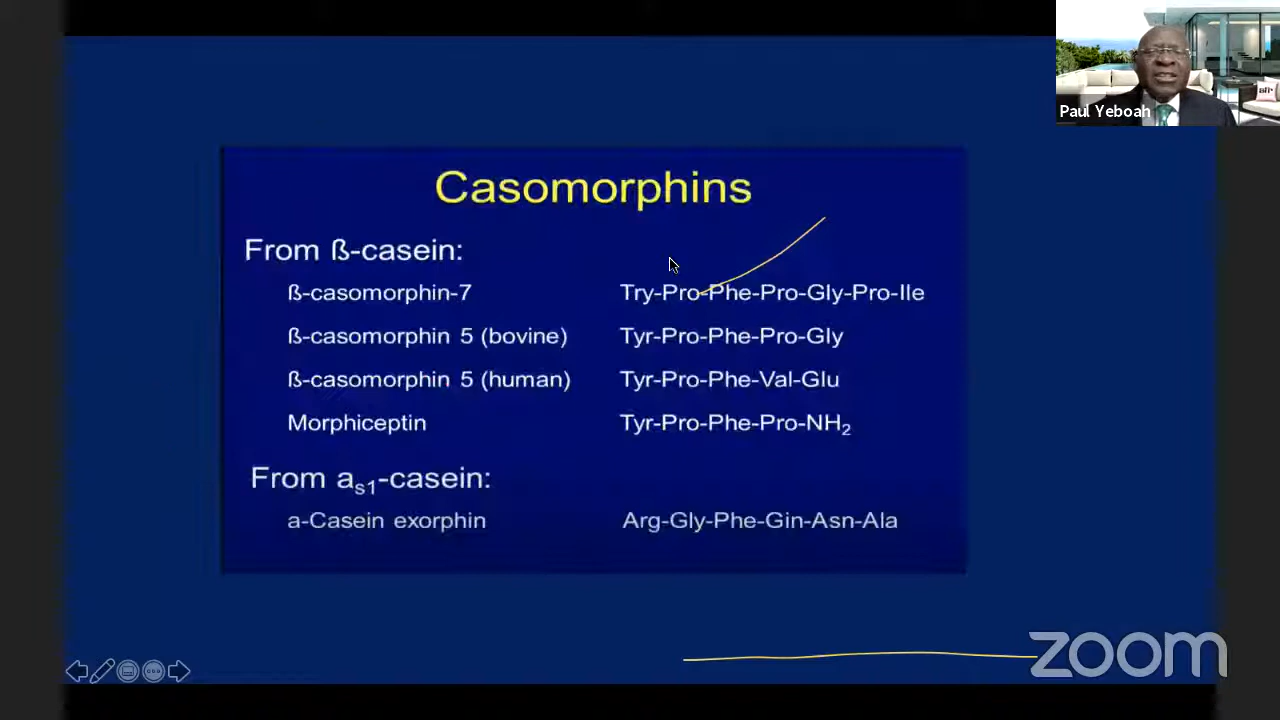 Paul Yeboah
Casomorphins
From ß-casein:
ß-casomorphin-7 Try-Pro-Phe-Pro-Gly-Pro-Ile
ß-casomorphin 5 (bovine) Tyr-Pro-Phe-Pro-Gly
ß-casomorphin 5 (human) Tyr-Pro-Phe-Val-Glu
Morphiceptin Tyr-Pro-Phe-Pro-NH₂
From aₛ₁-casein:
a-Casein exorphin Arg-Gly-Phe-Gin-Asn-Ala
zoom